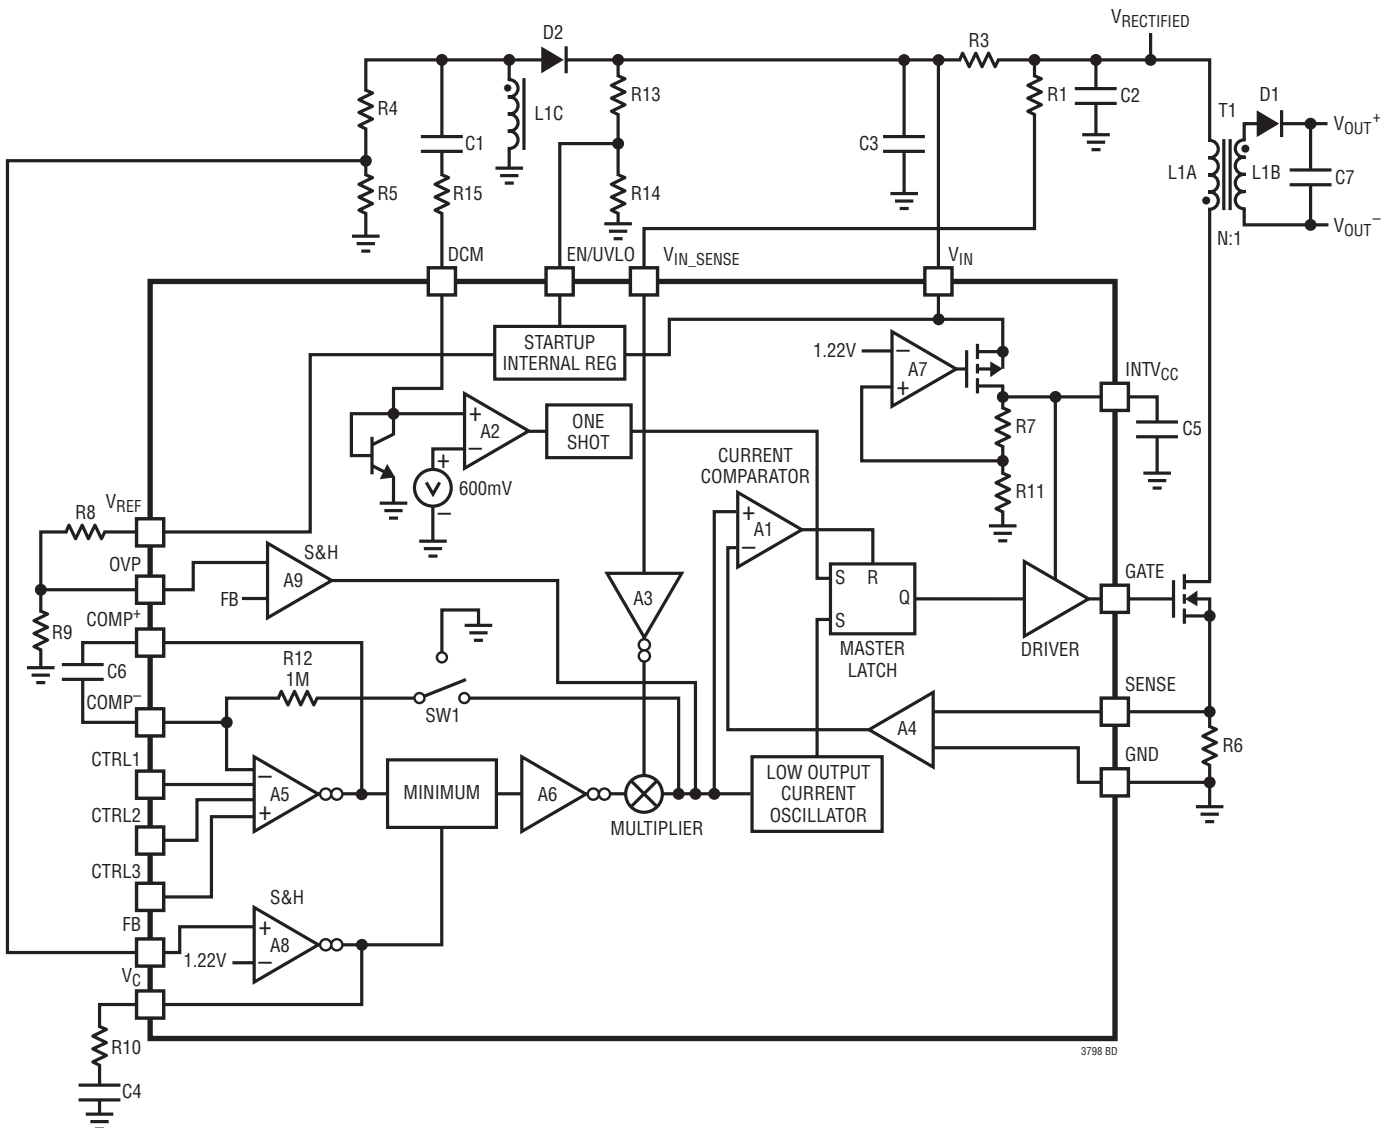 VRECTIFIED
D2
R3
R4
C1
L1C
R13
R1
C2
T1
D1
VOUT+
C3
L1A
L1B
C7
R5
R15
R14
VOUT–
N:1
DCM
EN/UVLO
VIN_SENSE
VIN
STARTUP
INTERNAL REG
1.22V
–
+
A7
INTVCC
+
–
A2
ONE
SHOT
R7
C5
CURRENT
COMPARATOR
+
V
–
600mV
R11
VREF
R8
+
–
A1
S&H
OVP
A9
FB
A3
S
R
Q
S
GATE
COMP+
R9
MASTER
LATCH
DRIVER
R12
1M
C6
SENSE
COMP–
SW1
A4
R6
CTRL1
GND
–
+
A5
MINIMUM
A6
LOW OUTPUT
CURRENT
OSCILLATOR
CTRL2
MULTIPLIER
CTRL3
S&H
FB
+
–
A8
1.22V
VC
R10
3798 BD
C4